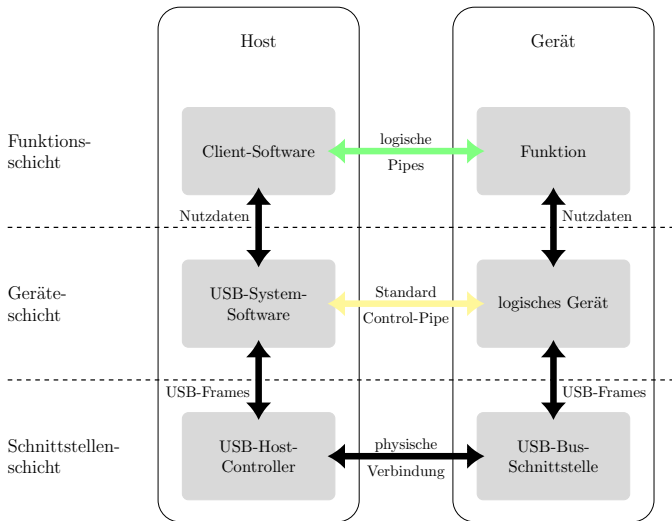 Host
Gerät
Funktions-
schicht
Client-Software
logische
Pipes
Funktion
Nutzdaten
Nutzdaten
Geräte-
schicht
USB-System-
Software
Standard
Control-Pipe
logisches Gerät
USB-Frames
USB-Frames
Schnittstellen-
schicht
USB-Host-
Controller
physische
Verbindung
USB-Bus-
Schnittstelle